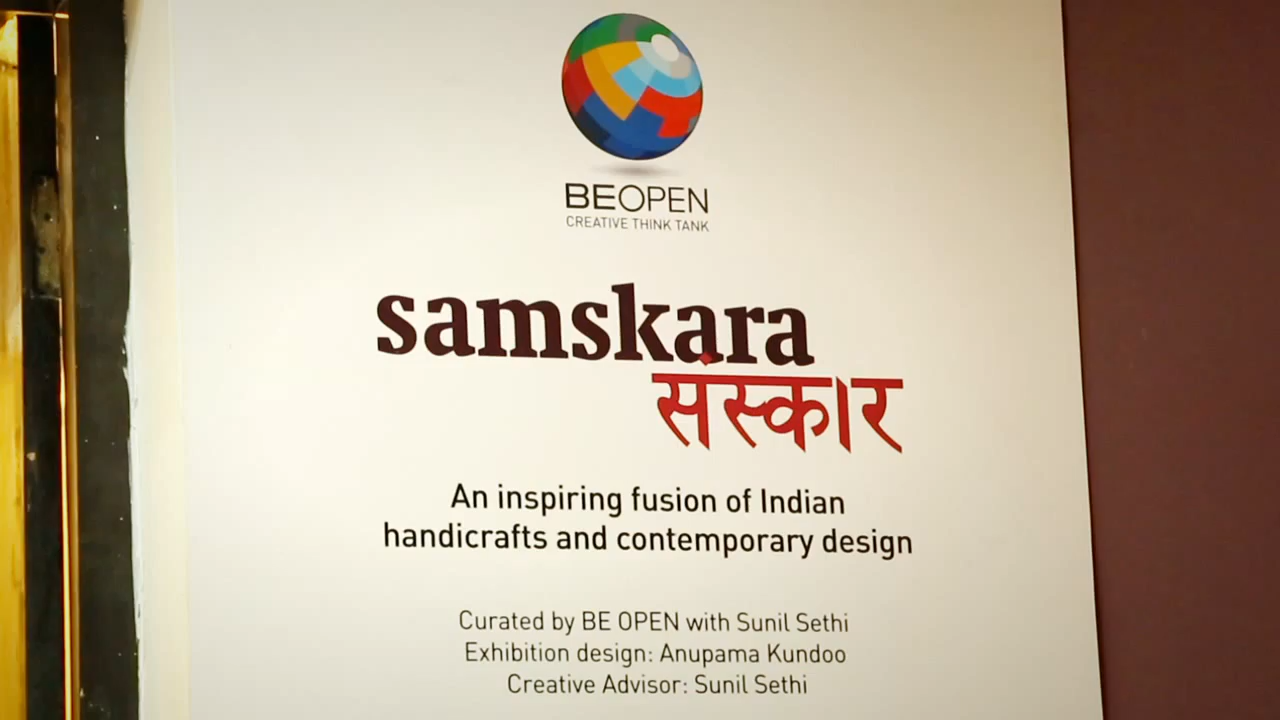 BEOPEN
CREATIVE THINK TANK
samskara
संस्कार
An inspiring fusion of Indian
handicrafts and contemporary design
Curated by BE OPEN with Sunil Sethi
Exhibition design: Anupama Kundoo
Creative Advisor: Sunil Sethi